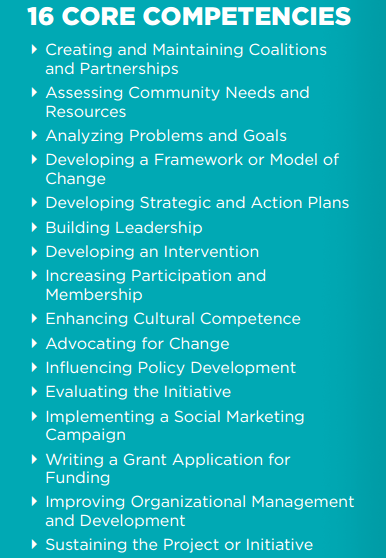 16 CORE COMPETENCIES
Creating and Maintaining Coalitions
and Partnerships
Assessing Community Needs and
Resources
Analyzing Problems and Goals
Developing a Framework or Model of
Change
Developing Strategic and Action Plans
Building Leadership
Developing an Intervention
Increasing Participation and
Membership
Enhancing Cultural Competence
Advocating for Change
Influencing Policy Development
Evaluating the Initiative
Implementing a Social Marketing
Campaign
Writing a Grant Application for
Funding
Improving Organizational Management
and Development
Sustaining the Project or Initiative